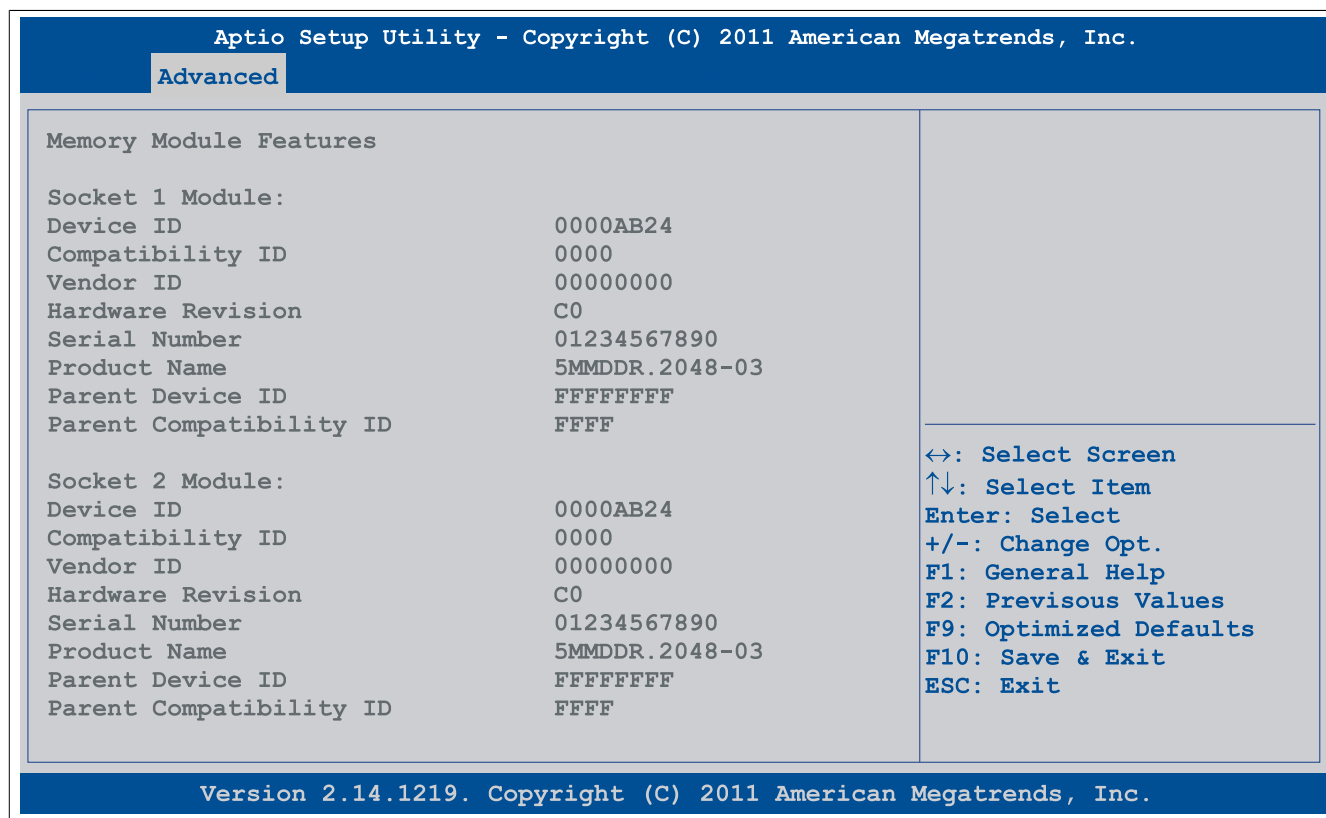 Aptio Setup Utility - Copyright (C) 2011 American Megatrends, Inc.
Advanced
Memory Module Features
Socket 1 Module:
Device ID 0000AB24
Compatibility ID 0000
Vendor ID 00000000
Hardware Revision C0
Serial Number 01234567890
Product Name 5MMDDR.2048-03
Parent Device ID FFFFFFFF
Parent Compatibility ID FFFF
Socket 2 Module:
Device ID 0000AB24
Compatibility ID 0000
Vendor ID 00000000
Hardware Revision C0
Serial Number 01234567890
Product Name 5MMDDR.2048-03
Parent Device ID FFFFFFFF
Parent Compatibility ID FFFF
↔: Select Screen
↑↓: Select Item
Enter: Select
+/-: Change Opt.
F1: General Help
F2: Previsous Values
F9: Optimized Defaults
F10: Save & Exit
ESC: Exit
Version 2.14.1219. Copyright (C) 2011 American Megatrends, Inc.